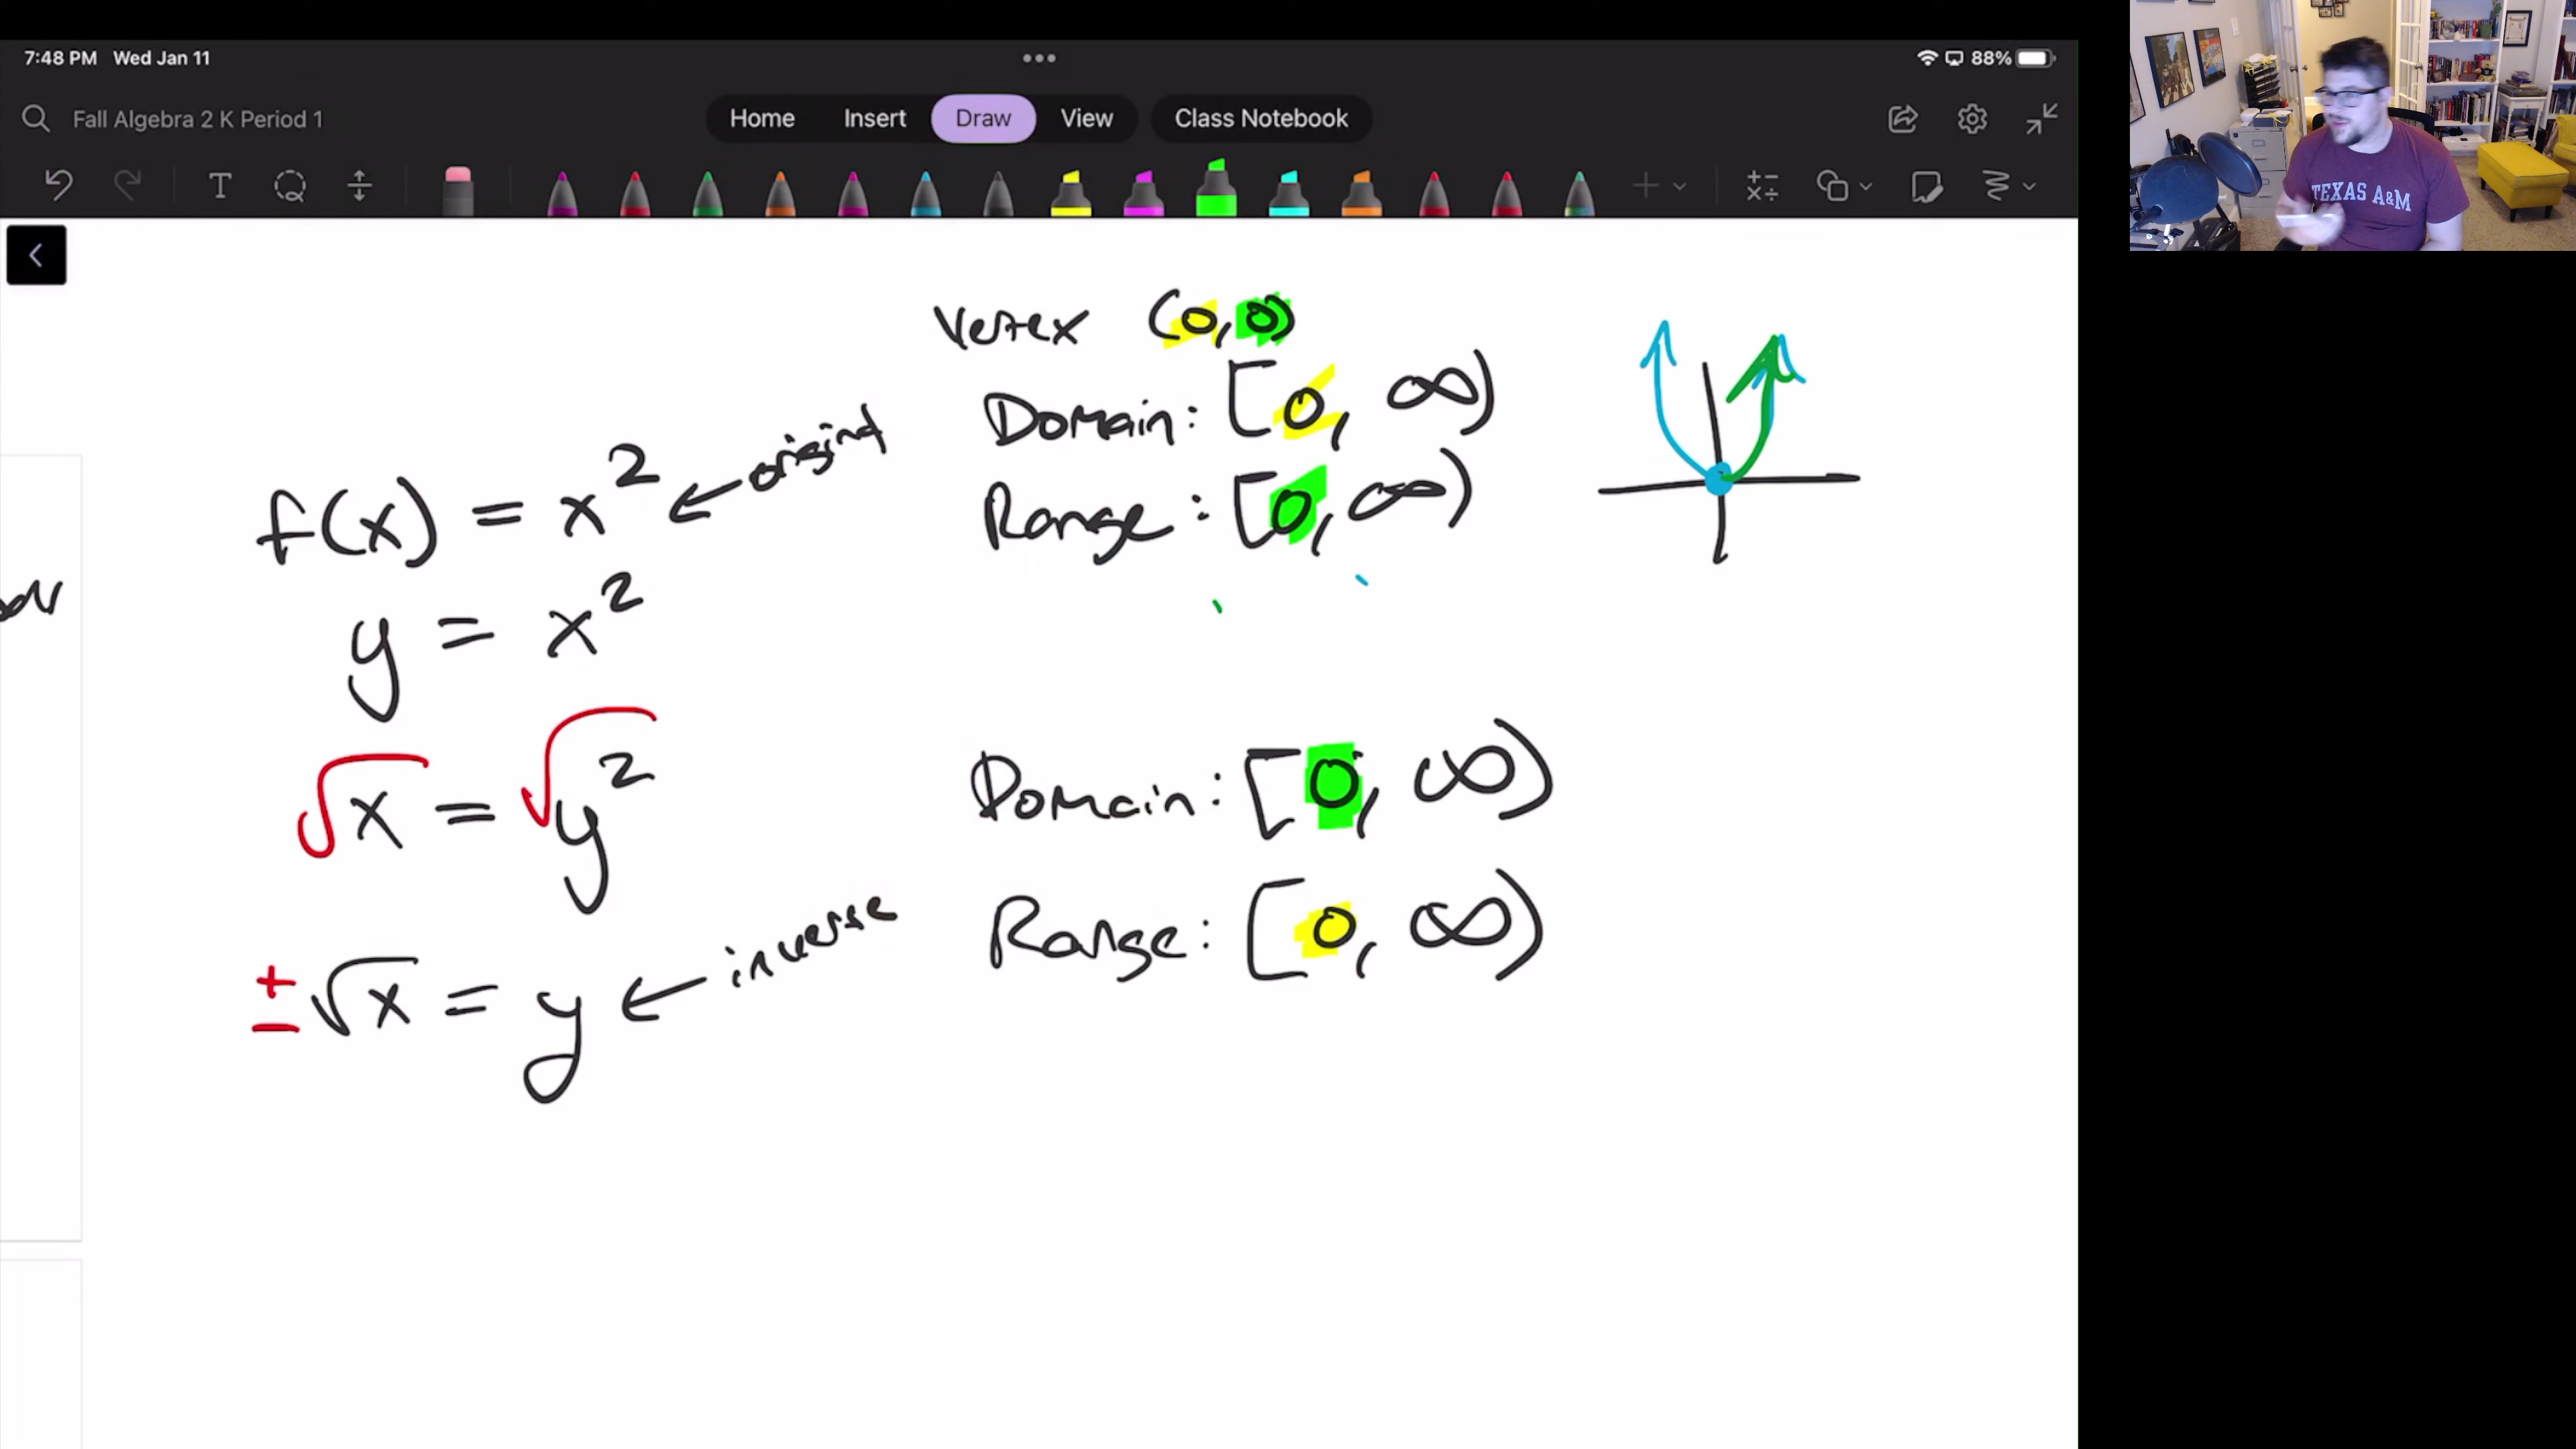 7:48 PM Wed Jan 11
88%
Fall Algebra 2 K Period 1
Home Insert Draw View Class Notebook
T
TEXAS A&M
Vertex (0,0)
Domain: [0, ∞)
Range: [0, ∞)
f(x) = x² ← original
y = x²
√x = √y²
Domain: [0, ∞)
Range: [0, ∞)
±√x = y ← inverse